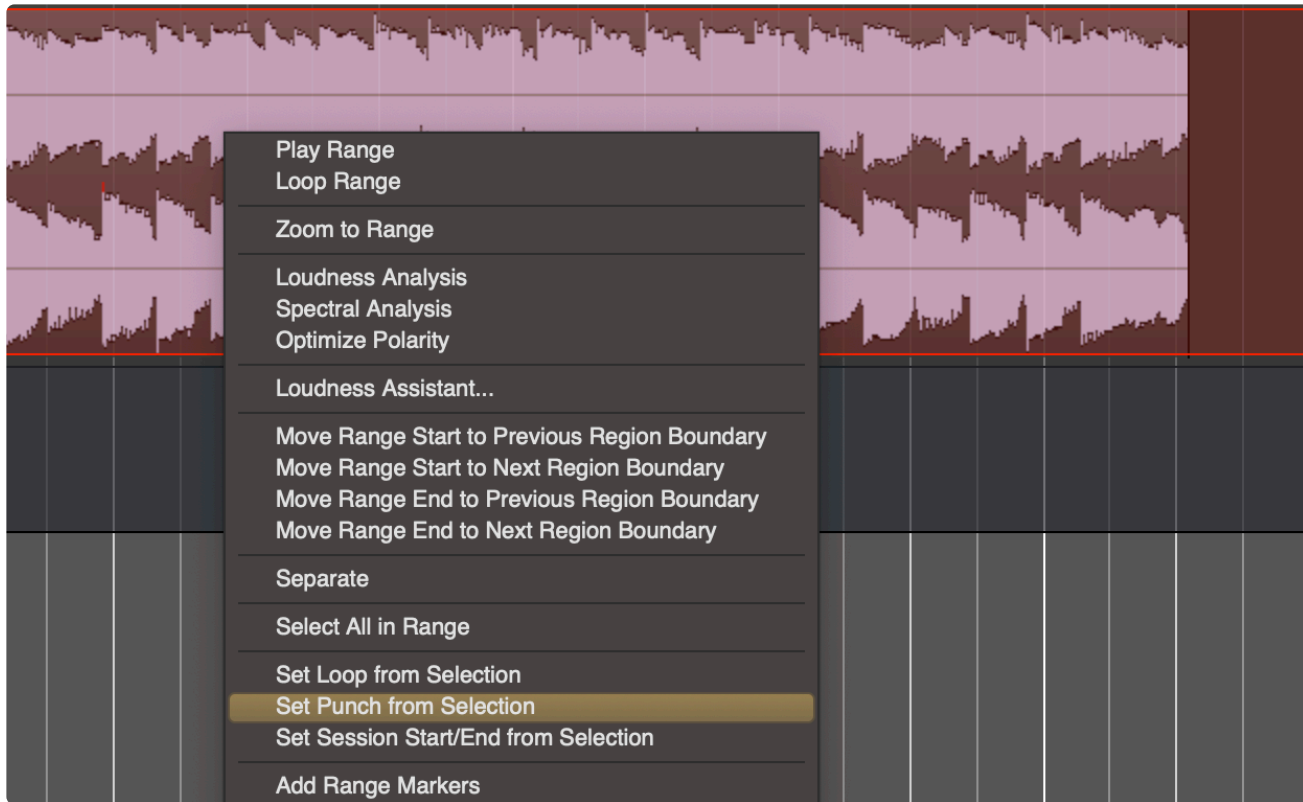 Play Range
Loop Range
Zoom to Range
Loudness Analysis
Spectral Analysis
Optimize Polarity
Loudness Assistant...
Move Range Start to Previous Region Boundary
Move Range Start to Next Region Boundary
Move Range End to Previous Region Boundary
Move Range End to Next Region Boundary
Separate
Select All in Range
Set Loop from Selection
Set Punch from Selection
Set Session Start/End from Selection
Add Range Markers